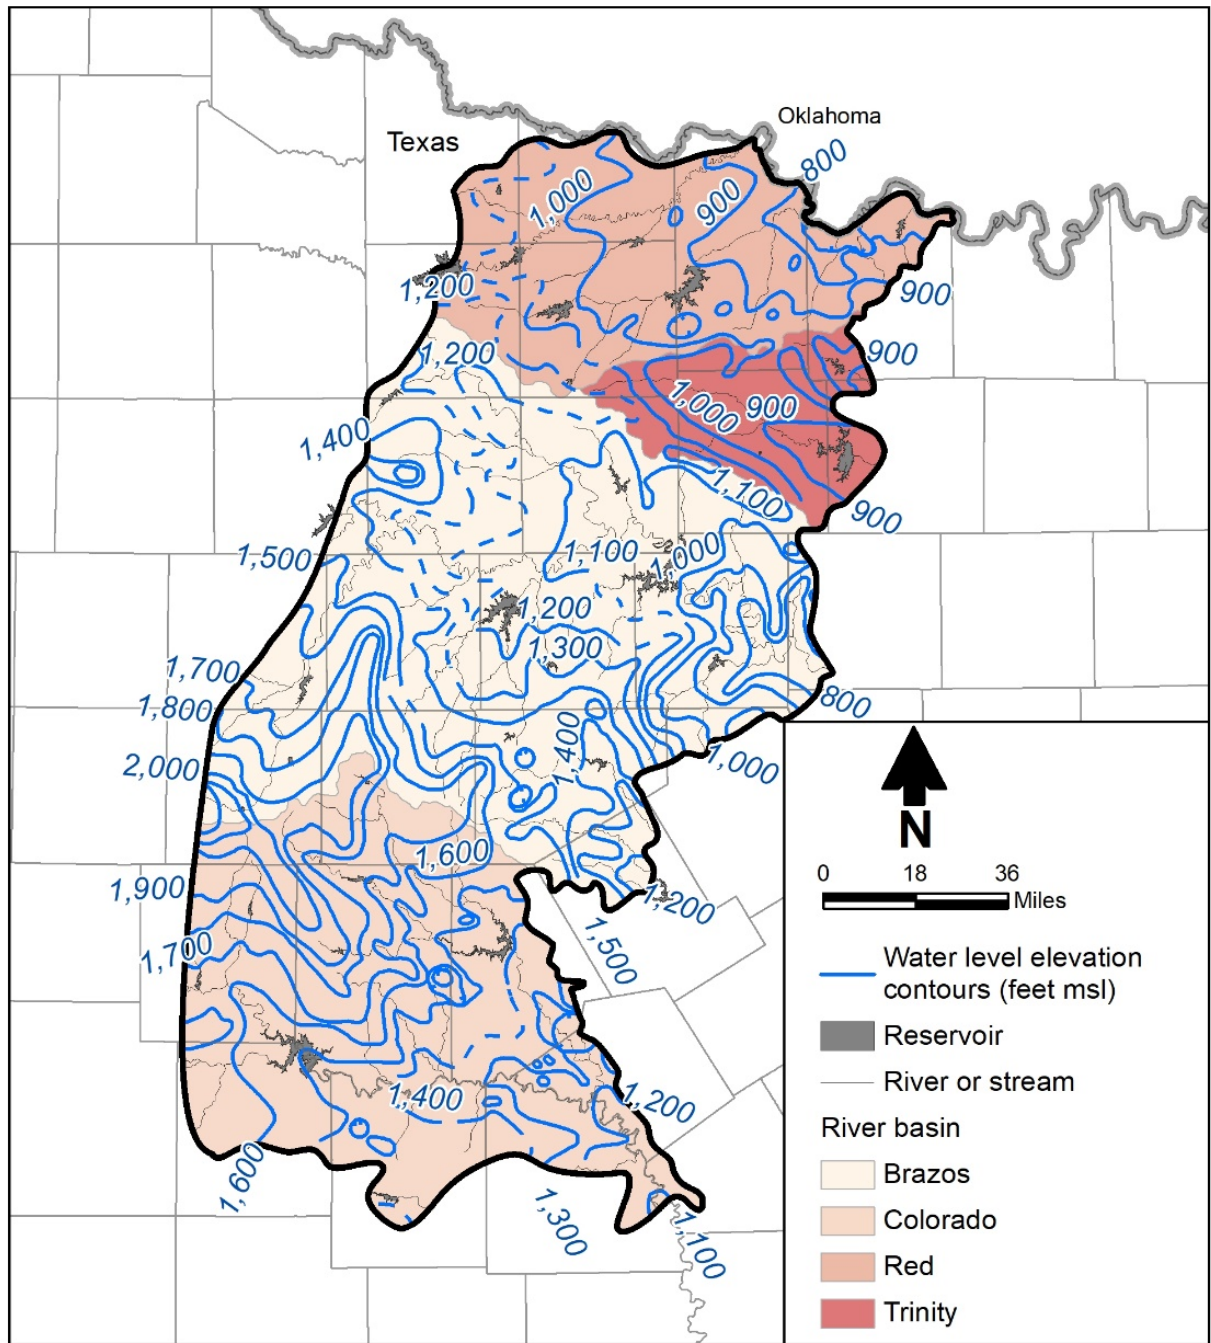 Oklahoma
Texas
800
1,000
900
1,200
900
1,200
900
1,000
900
1,400
1,100
900
1,500
1,100
1,000
1,200
1,300
1,700
1,800
800
1,400
1,000
2,000
N
1,600
0 18 36
Miles
1,900
1,200
1,500
1,700
Water level elevation
contours (feet msl)
Reservoir
River or stream
1,400
1,200
River basin
1,600
Brazos
1,300
Colorado
1,100
Red
Trinity